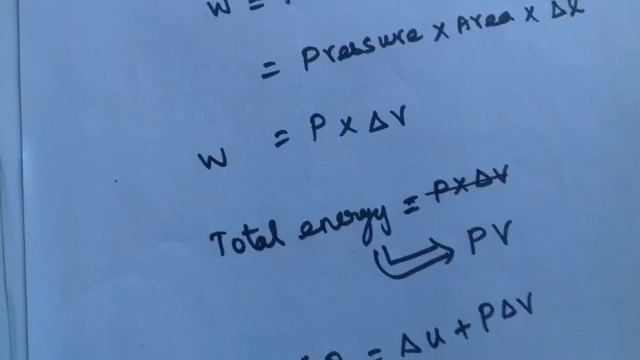 W =
= Pressure × Area × Δx
W = P × ΔV
Total energy = P×ΔV
PV
= ΔU + PΔV